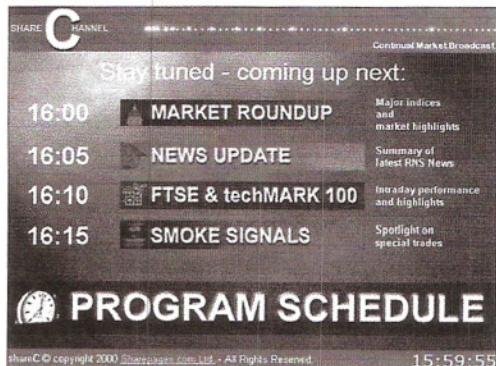 SHARE CHANNEL
Continual Market Broadcast
Stay tuned - coming up next:
16:00 MARKET ROUNDUP Major indices and market highlights
16:05 NEWS UPDATE Summary of latest RNS News
16:10 FTSE & techMARK 100 Intraday performance and highlights
16:15 SMOKE SIGNALS Spotlight on special trades
PROGRAM SCHEDULE
shareC © copyright 2000 Sharepages.com Ltd. - All Rights Reserved. 15:59:55